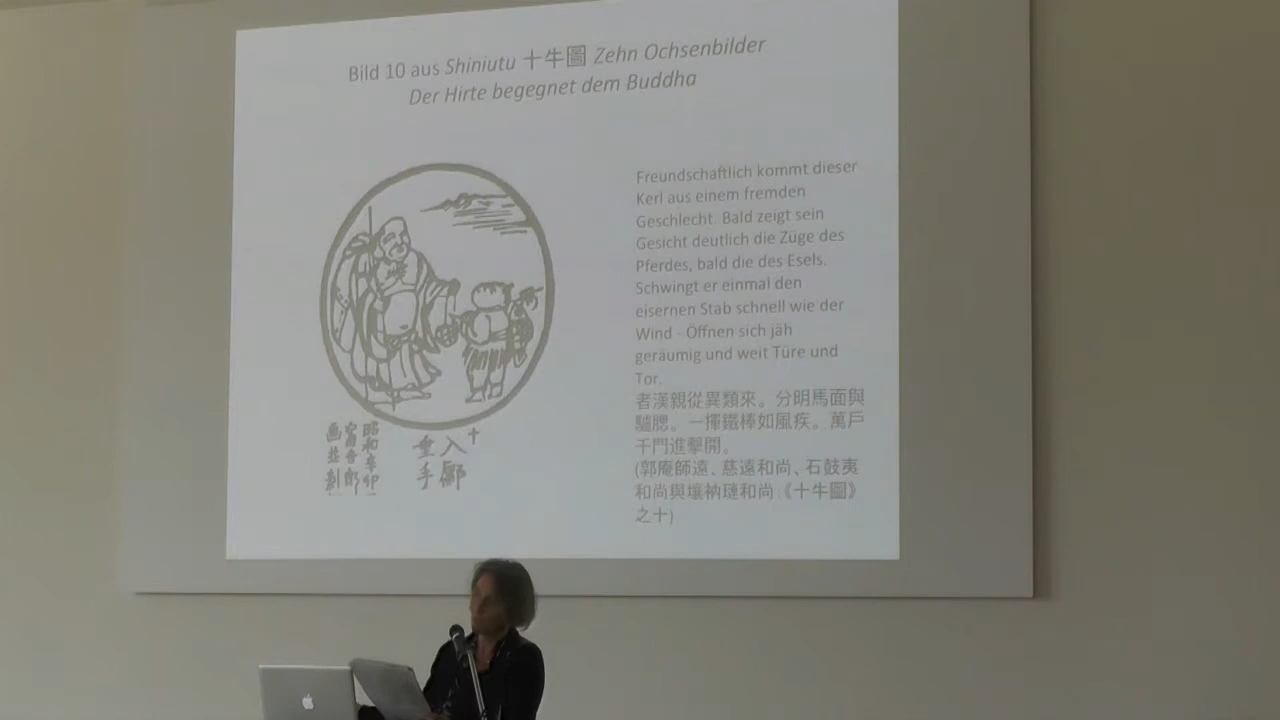 Bild 10 aus Shiniutu 十牛圖 Zehn Ochsenbilder
Der Hirte begegnet dem Buddha
Freundschaftlich kommt dieser
Kerl aus einem fremden
Geschlecht. Bald zeigt sein
Gesicht deutlich die Züge des
Pferdes, bald die des Esels.
Schwingt er einmal den
eisernen Stab schnell wie der
Wind - Öffnen sich jäh
geräumig und weit Türe und
Tor.
者漢親從異類來。分明馬面與
驢腮。一揮鐵棒如風疾。萬戶
千門進擊開。
(郭庵師遠、慈遠和尚、石鼓夷
和尚與壞衲璉和尚《十牛圖》
之十)
十
入鄽
垂手
昭和辛卯